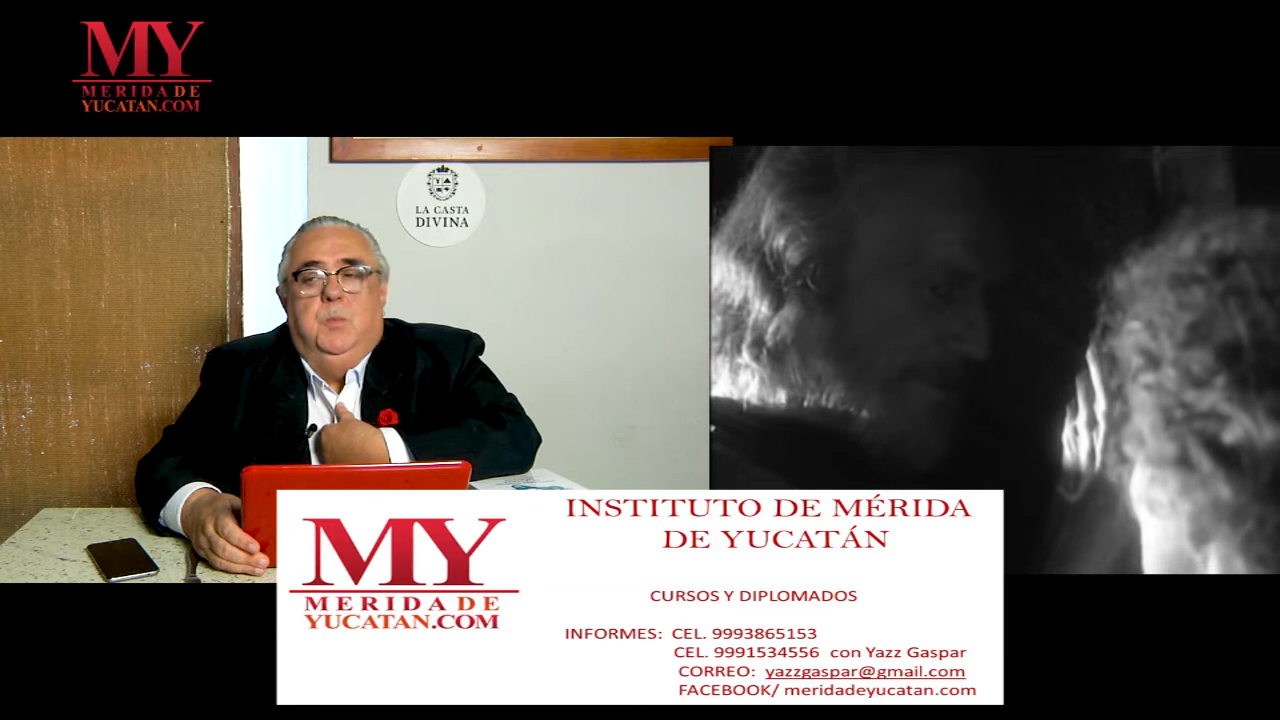 MY
MERIDA DE
YUCATAN.COM
LA CASTA
DIVINA
MY
MERIDA DE
YUCATAN.COM
INSTITUTO DE MÉRIDA
DE YUCATÁN
CURSOS Y DIPLOMADOS
INFORMES: CEL. 9993865153
CEL. 9991534556 con Yazz Gaspar
CORREO: yazzgaspar@gmail.com
FACEBOOK/ meridadeyucatan.com